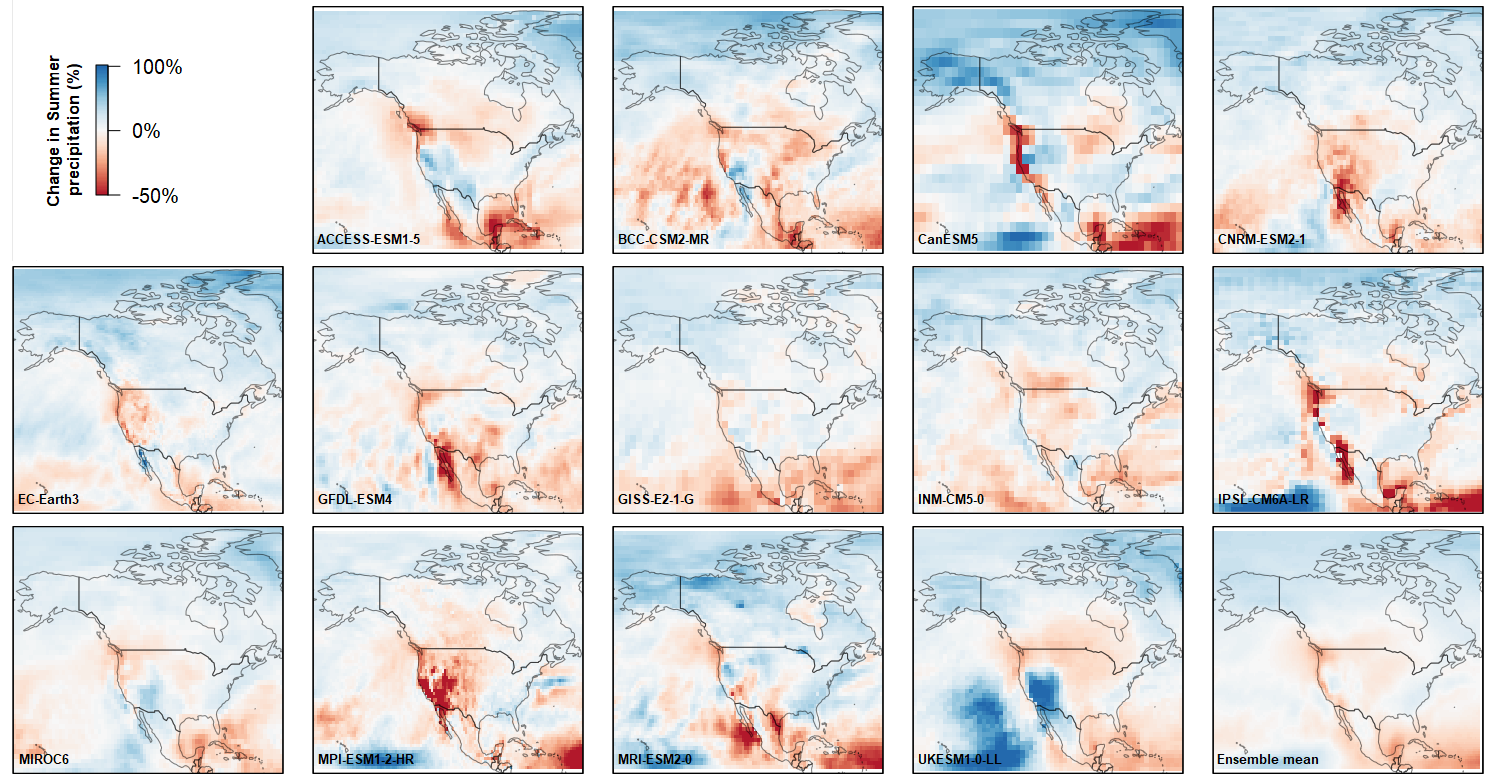 Change in Summer
precipitation (%)
100%
0%
-50%
ACCESS-ESM1-5
BCC-CSM2-MR
CanESM5
CNRM-ESM2-1
EC-Earth3
GFDL-ESM4
GISS-E2-1-G
INM-CM5-0
IPSL-CM6A-LR
MIROC6
MPI-ESM1-2-HR
MRI-ESM2-0
UKESM1-0-LL
Ensemble mean